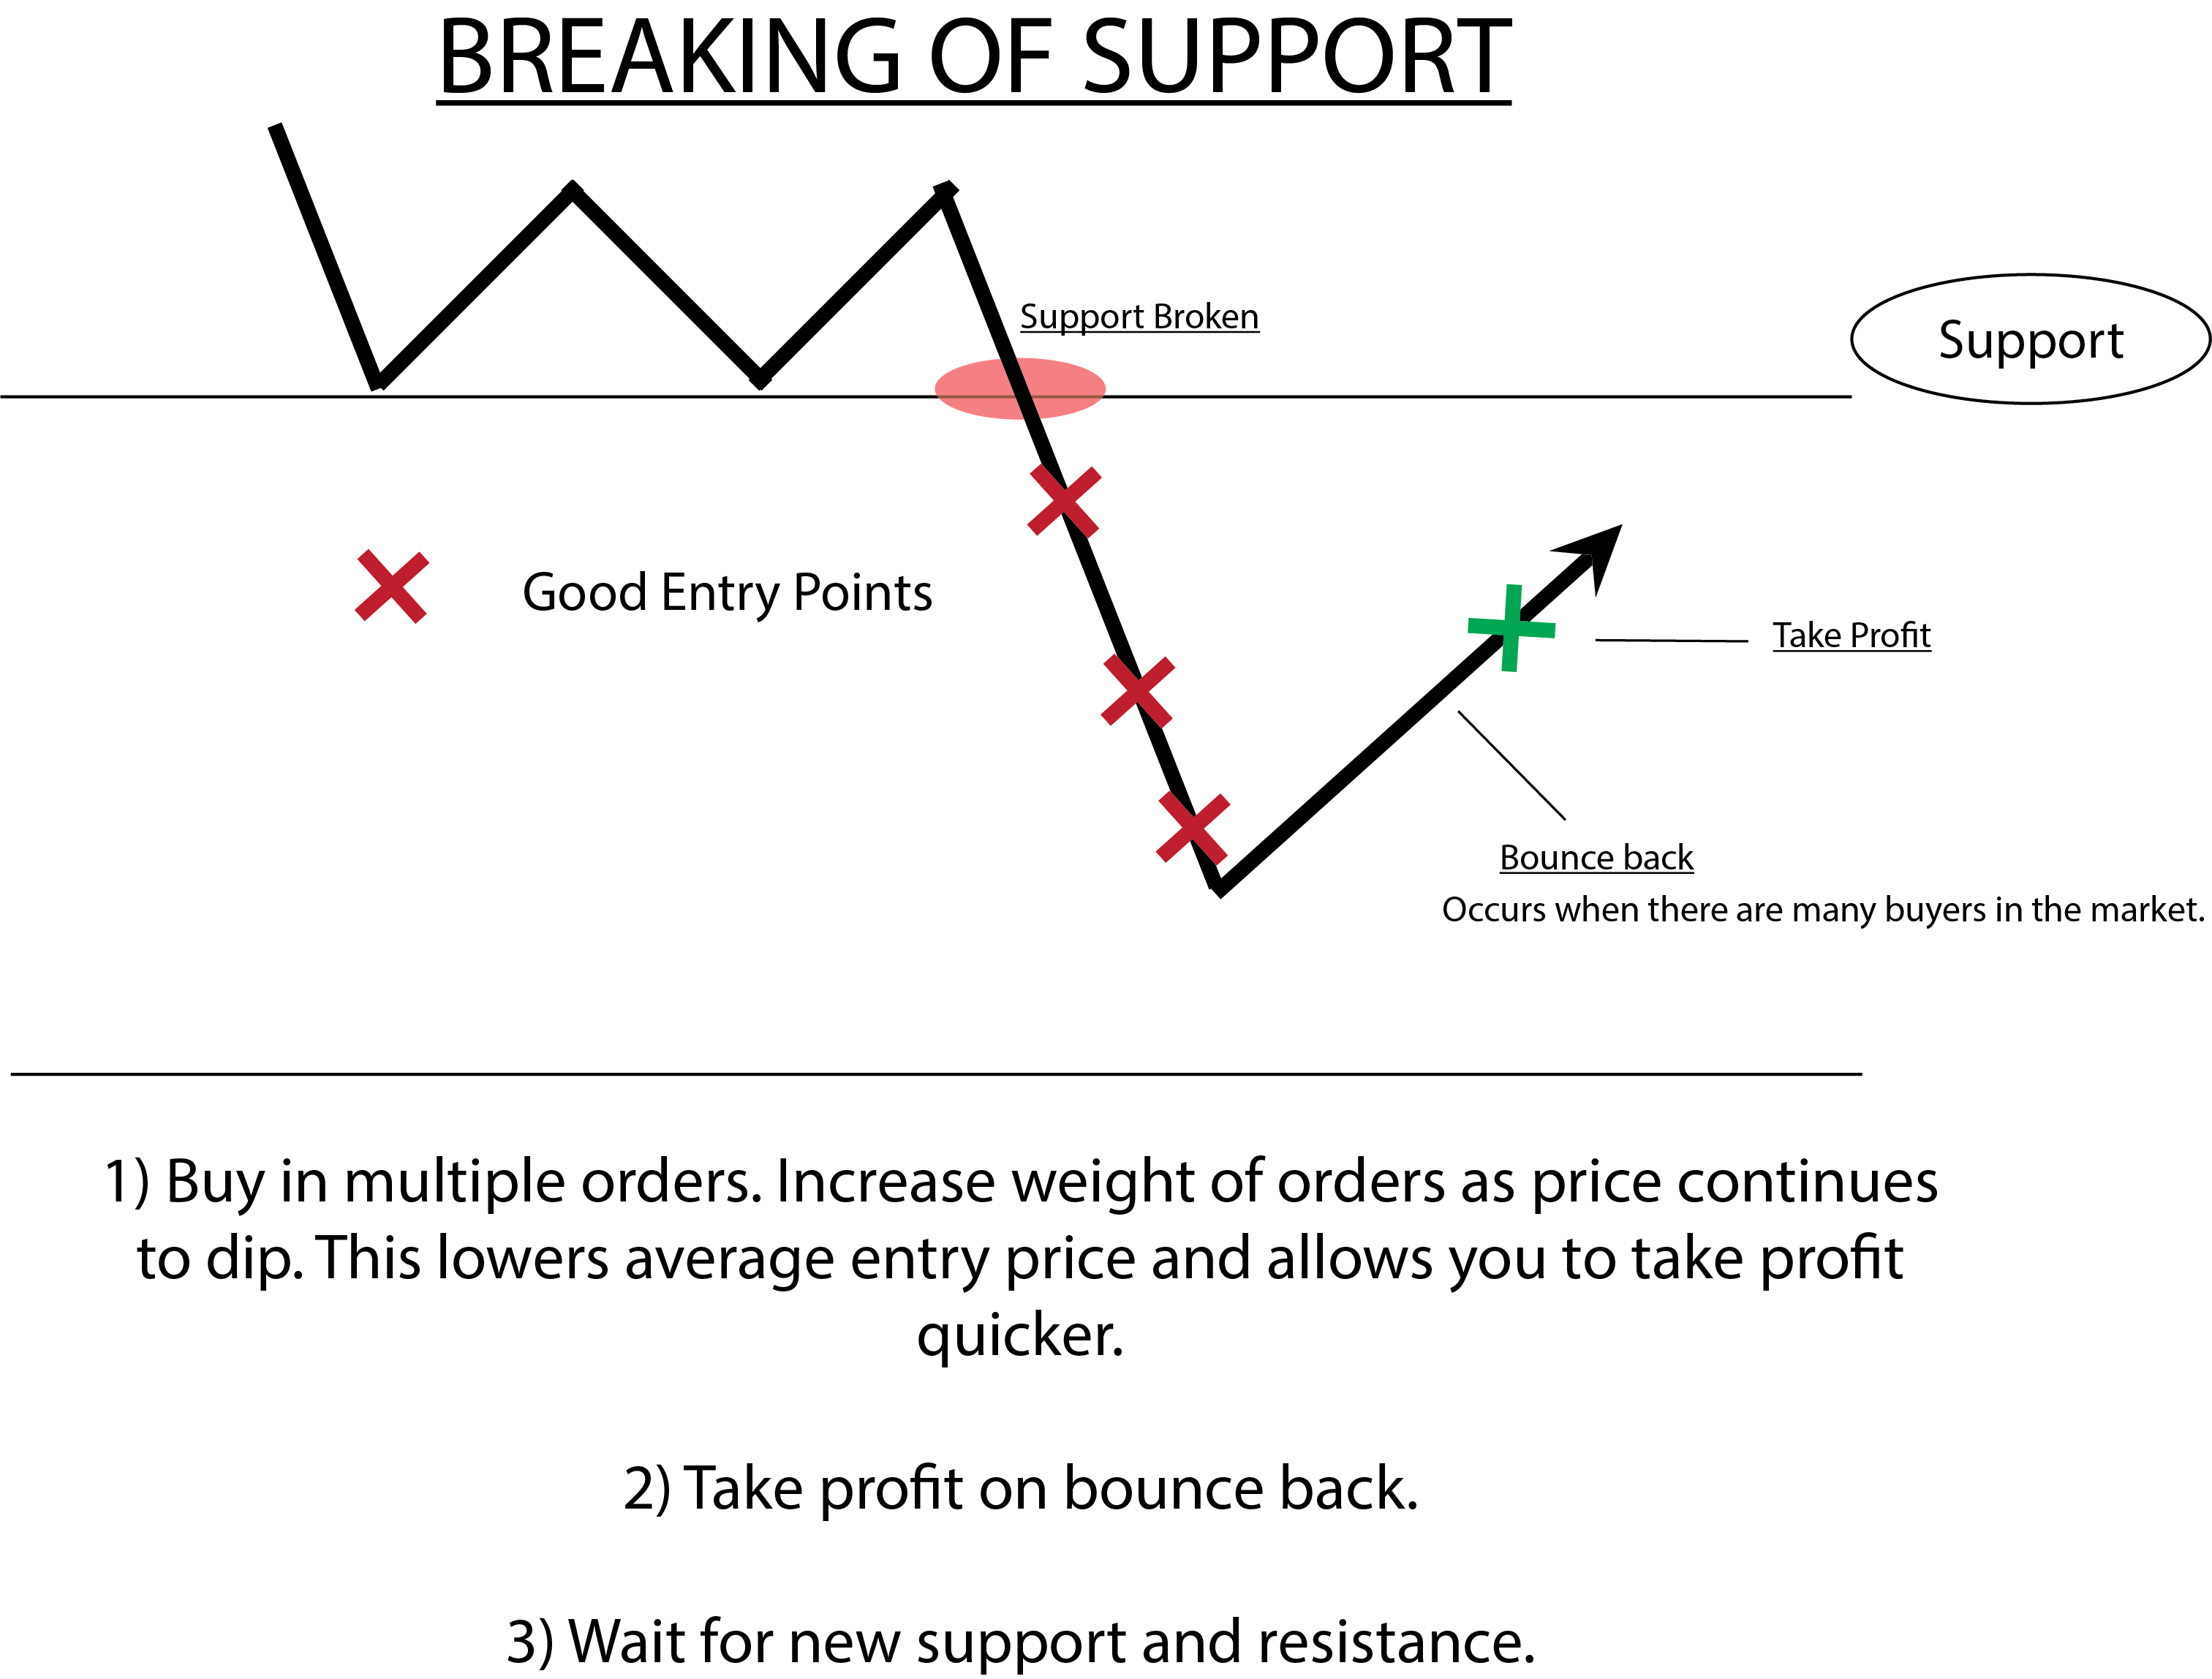 BREAKING OF SUPPORT
Support Broken
Support
Good Entry Points
Take Profit
Bounce back
Occurs when there are many buyers in the market.
1) Buy in multiple orders. Increase weight of orders as price continues
to dip. This lowers average entry price and allows you to take profit
quicker.
2) Take profit on bounce back.
3) Wait for new support and resistance.